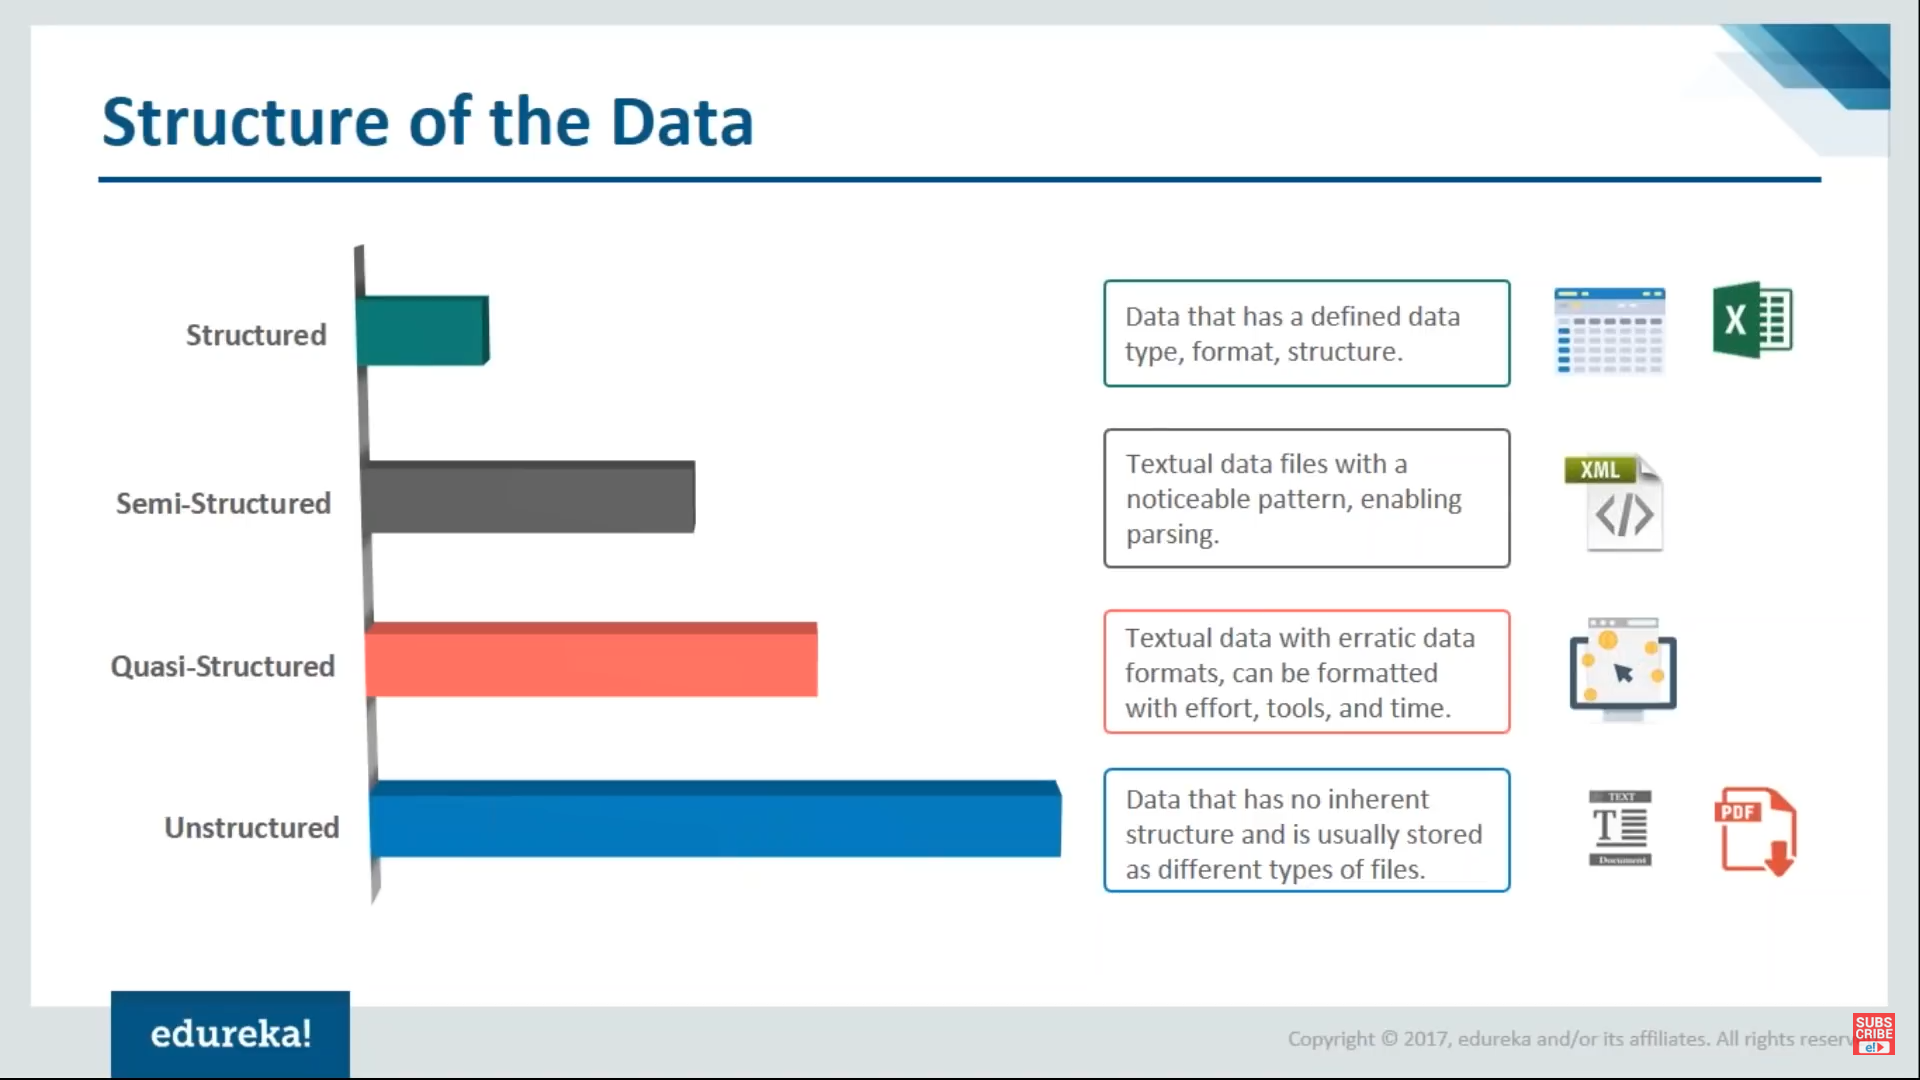 Structure of the Data
Structured
Data that has a defined data
type, format, structure.
X
Semi-Structured
Textual data files with a
noticeable pattern, enabling
parsing.
XML
</>
Quasi-Structured
Textual data with erratic data
formats, can be formatted
with effort, tools, and time.
Unstructured
Data that has no inherent
structure and is usually stored
as different types of files.
TEXT
T
Document
PDF
edureka!
Copyright © 2017, edureka and/or its affiliates. All rights reserv
SUBS
CRIBE
e!